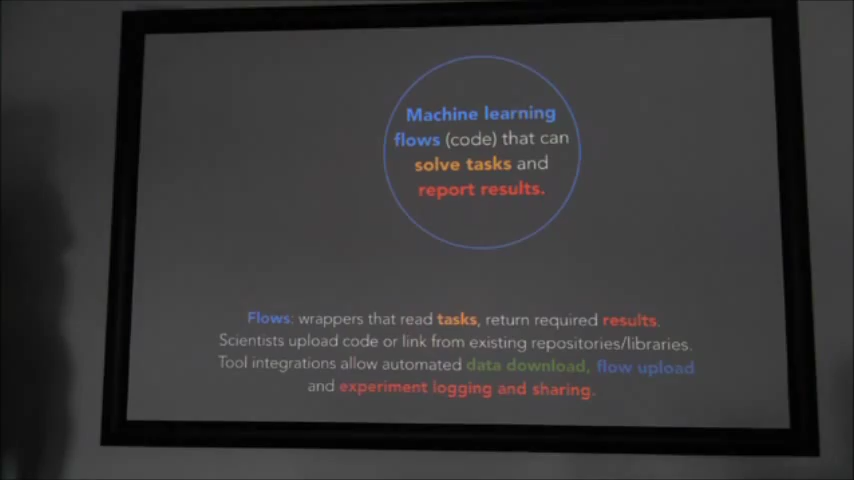 Machine learning
flows (code) that can
solve tasks and
report results.
Flows: wrappers that read tasks, return required results.
Scientists upload code or link from existing repositories/libraries.
Tool integrations allow automated data download, flow upload
and experiment logging and sharing.